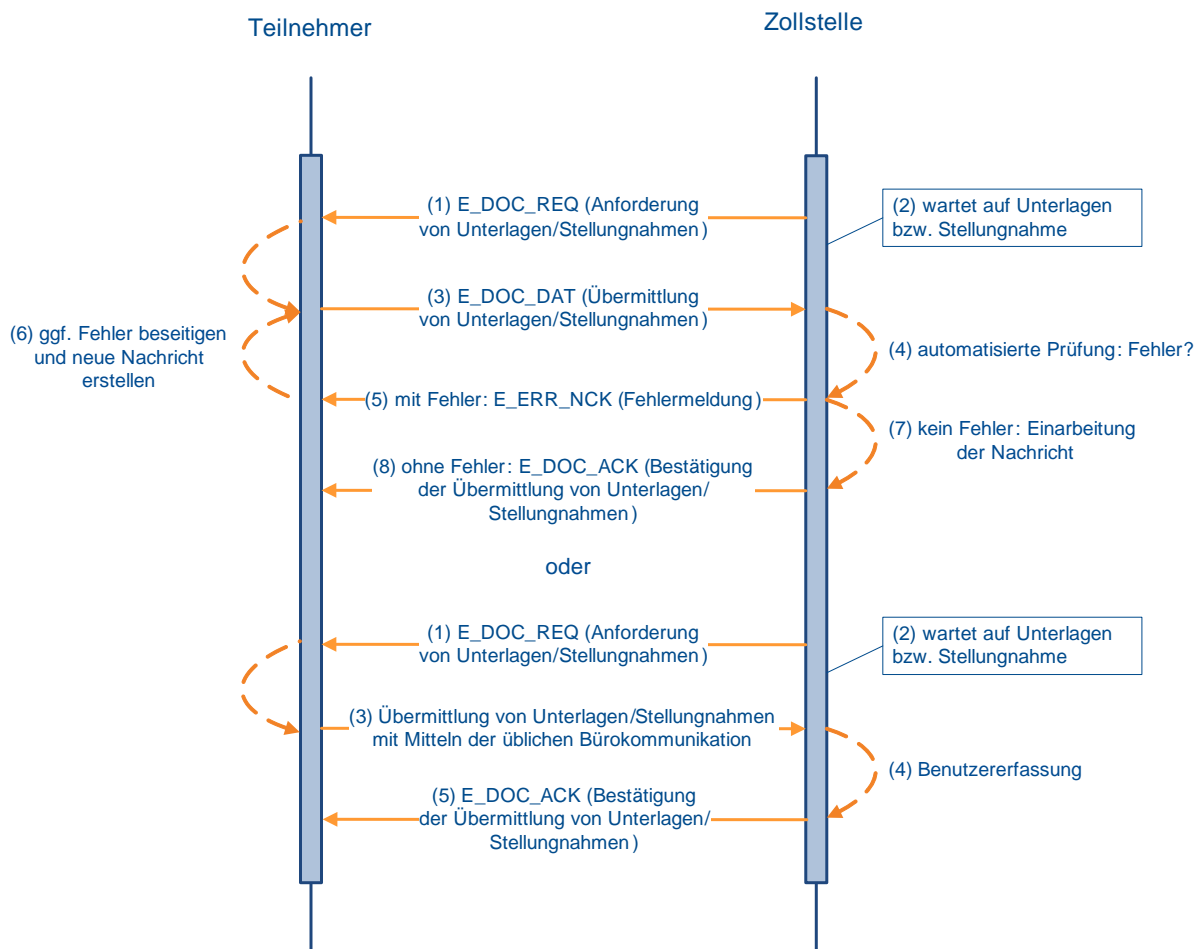 Teilnehmer
Zollstelle
(1) E_DOC_REQ (Anforderung
von Unterlagen/Stellungnahmen)
(2) wartet auf Unterlagen
bzw. Stellungnahme
(3) E_DOC_DAT (Übermittlung
von Unterlagen/Stellungnahmen)
(6) ggf. Fehler beseitigen
und neue Nachricht
erstellen
(4) automatisierte Prüfung: Fehler?
(5) mit Fehler: E_ERR_NCK (Fehlermeldung)
(7) kein Fehler: Einarbeitung
der Nachricht
(8) ohne Fehler: E_DOC_ACK (Bestätigung
der Übermittlung von Unterlagen/
Stellungnahmen)
oder
(1) E_DOC_REQ (Anforderung
von Unterlagen/Stellungnahmen)
(2) wartet auf Unterlagen
bzw. Stellungnahme
(3) Übermittlung von Unterlagen/Stellungnahmen
mit Mitteln der üblichen Bürokommunikation
(4) Benutzererfassung
(5) E_DOC_ACK (Bestätigung
der Übermittlung von Unterlagen/
Stellungnahmen)